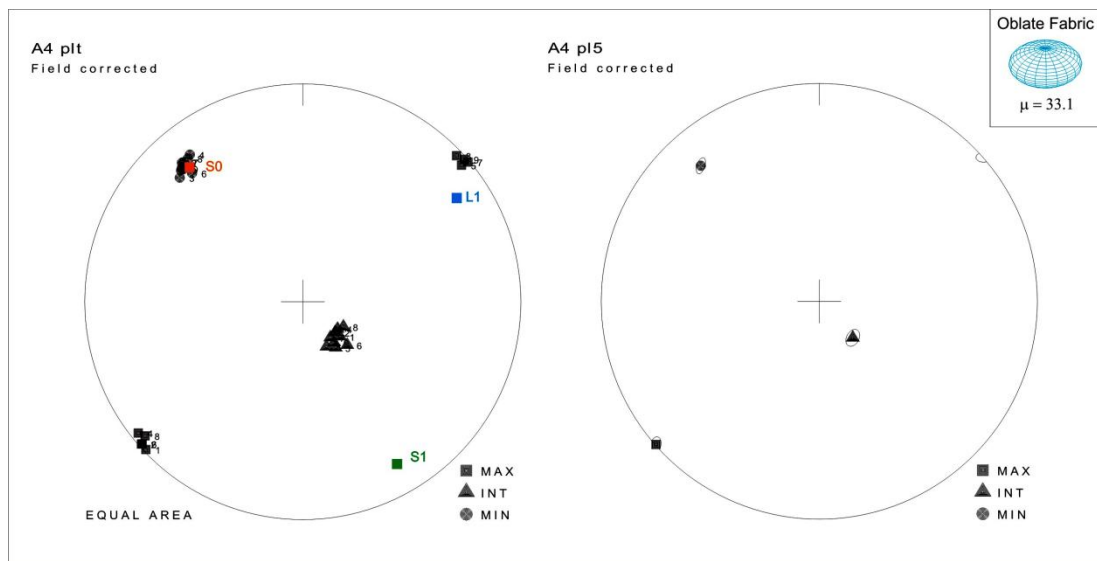 A4 plt
Field corrected
S0
L1
S1
MAX
INT
MIN
EQUAL AREA
A4 pl5
Field corrected
MAX
INT
MIN
Oblate Fabric
μ = 33.1